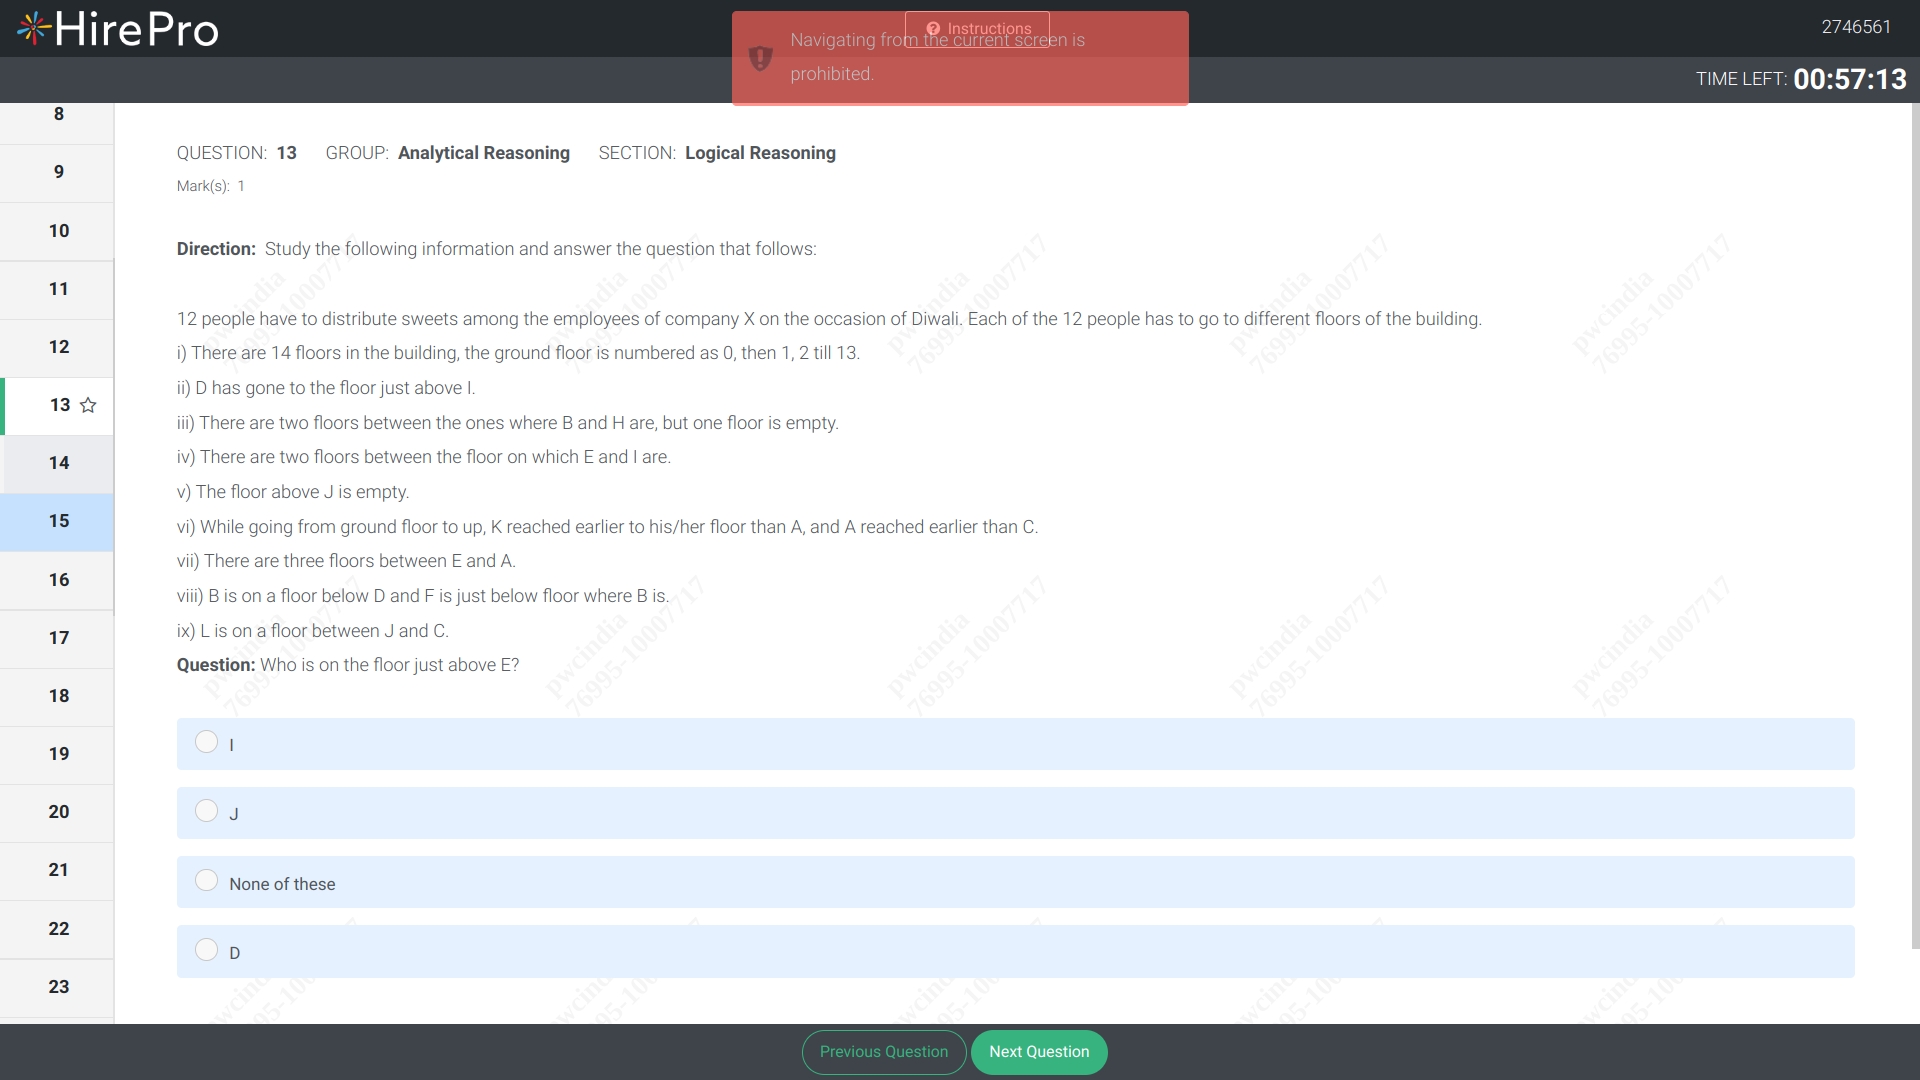 HirePro
Instructions
Navigating from the current screen is
prohibited.
2746561
TIME LEFT: 00:57:13
8
9
10
11
12
13
14
15
16
17
18
19
20
21
22
23
QUESTION: 13 GROUP: Analytical Reasoning SECTION: Logical Reasoning
Mark(s): 1
Direction: Study the following information and answer the question that follows:
12 people have to distribute sweets among the employees of company X on the occasion of Diwali. Each of the 12 people has to go to different floors of the building.
i) There are 14 floors in the building, the ground floor is numbered as 0, then 1, 2 till 13.
ii) D has gone to the floor just above I.
iii) There are two floors between the ones where B and H are, but one floor is empty.
iv) There are two floors between the floor on which E and I are.
v) The floor above J is empty.
vi) While going from ground floor to up, K reached earlier to his/her floor than A, and A reached earlier than C.
vii) There are three floors between E and A.
viii) B is on a floor below D and F is just below floor where B is.
ix) L is on a floor between J and C.
Question: Who is on the floor just above E?
I
J
None of these
D
Previous Question
Next Question
pwcindia
76995-10007717